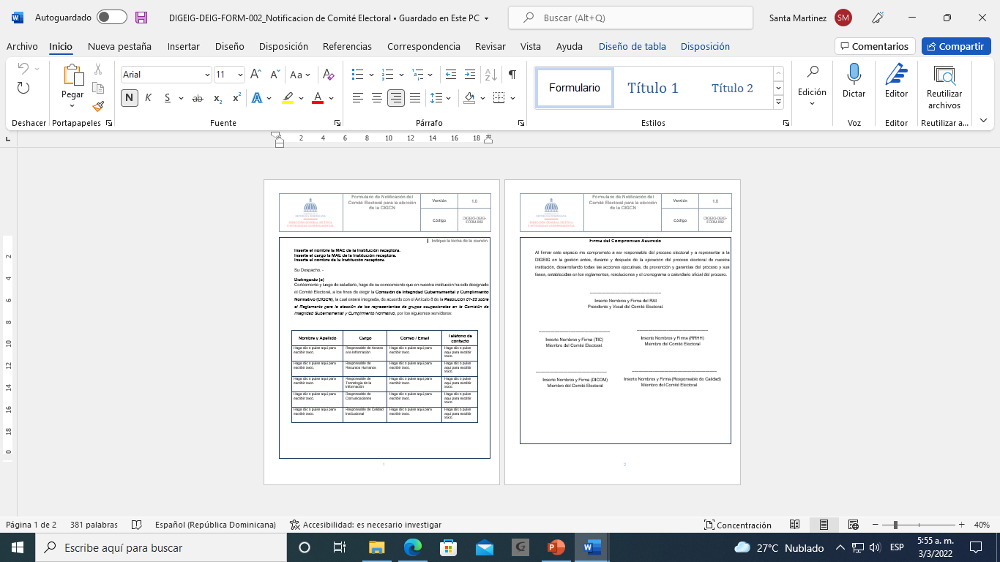 Autoguardado
DIGEIG-DEIG-FORM-002_Notificacion de Comité Electoral • Guardado en Este PC
Buscar (Alt+Q)
Santa Martinez
SM
Archivo
Inicio
Nueva pestaña
Insertar
Diseño
Disposición
Referencias
Correspondencia
Revisar
Vista
Ayuda
Diseño de tabla
Disposición
Comentarios
Compartir
Pegar
Arial
11
Formulario
Título 1
Título 2
Edición
Dictar
Editor
Reutilizar
archivos
Deshacer
Portapapeles
Fuente
Párrafo
Estilos
Voz
Editor
Reutilizar a...
2 4 6 8 10 12 14 16 18
Formulario de Notificación del
Comité Electoral para la elección
de la CIGCN
Versión
1.0
Código
DIGEIG-DEIG-
FORM-002
REPÚBLICA DOMINICANA
DIRECCIÓN GENERAL DE ÉTICA
E INTEGRIDAD GUBERNAMENTAL
Indique la fecha de la reunión.
Inserte el nombre la MAE de la Institución receptora.
Inserte el cargo la MAE de la Institución receptora.
Inserte el nombre de la Institución receptora.
Su Despacho. -
Distinguido (a)
Cortésmente y luego de saludarle, hago de su conocimiento que en nuestra institución ha sido designado
el Comité Electoral, a los fines de elegir la Comisión de Integridad Gubernamental y Cumplimiento
Normativo (CIGCN), la cual estará integrada, de acuerdo con el Artículo 8 de la Resolución 01-22 sobre
el Reglamento para la elección de los representantes de grupos ocupacionales en la Comisión de
Integridad Gubernamental y Cumplimiento Normativo, por los siguientes servidores:
Nombre y Apellido
Cargo
Correo / Email
Teléfono de
contacto
Haga clic o pulse aquí para
escribir texto.
Responsable de Acceso
a la Información
Haga clic o pulse aquí para
escribir texto.
Haga clic o pulse
aquí para escribir
texto.
Haga clic o pulse aquí para
escribir texto.
Responsable de
Recursos Humanos
Haga clic o pulse aquí para
escribir texto.
Haga clic o pulse
aquí para escribir
texto.
Haga clic o pulse aquí para
escribir texto.
Responsable de
Tecnología de la
Información
Haga clic o pulse aquí para
escribir texto.
Haga clic o pulse
aquí para escribir
texto.
Haga clic o pulse aquí para
escribir texto.
Responsable de
Comunicaciones
Haga clic o pulse aquí para
escribir texto.
Haga clic o pulse
aquí para escribir
texto.
Haga clic o pulse aquí para
escribir texto.
Responsable de Calidad
Institucional
Haga clic o pulse aquí para
escribir texto.
Haga clic o pulse
aquí para escribir
texto.
1
REPÚBLICA DOMINICANA
DIRECCIÓN GENERAL DE ÉTICA
E INTEGRIDAD GUBERNAMENTAL
Formulario de Notificación del
Comité Electoral para la elección
de la CIGCN
Versión
1.0
Código
DIGEIG-DEIG-
FORM-002
Firma del Compromiso Asumido
Al firmar este espacio me comprometo a ser responsable del proceso electoral y a representar a la
DIGEIG en la gestión antes, durante y después de la ejecución del proceso electoral de nuestra
institución, desarrollando todas las acciones ejecutivas, de prevención y garantías del proceso y sus
fases, establecidas en los reglamentos, resoluciones y el cronograma o calendario oficial del proceso.
Inserte Nombres y Firma del RAI
Presidente y Vocal del Comité Electoral.
Inserte Nombres y Firma (TIC)
Miembro del Comité Electoral.
Inserte Nombres y Firma (RRHH)
Miembro del Comité Electoral
Inserte Nombres y Firma (DICOM)
Miembro del Comité Electoral
Inserte Nombres y Firma (Responsable de Calidad)
Miembro del Comité Electoral
2
2
4
6
8
10
12
14
16
18
0
Página 1 de 2
381 palabras
Español (República Dominicana)
Accesibilidad: es necesario investigar
Concentración
40%
Escribe aquí para buscar
27°C Nublado
ESP
5:55 a. m.
3/3/2022